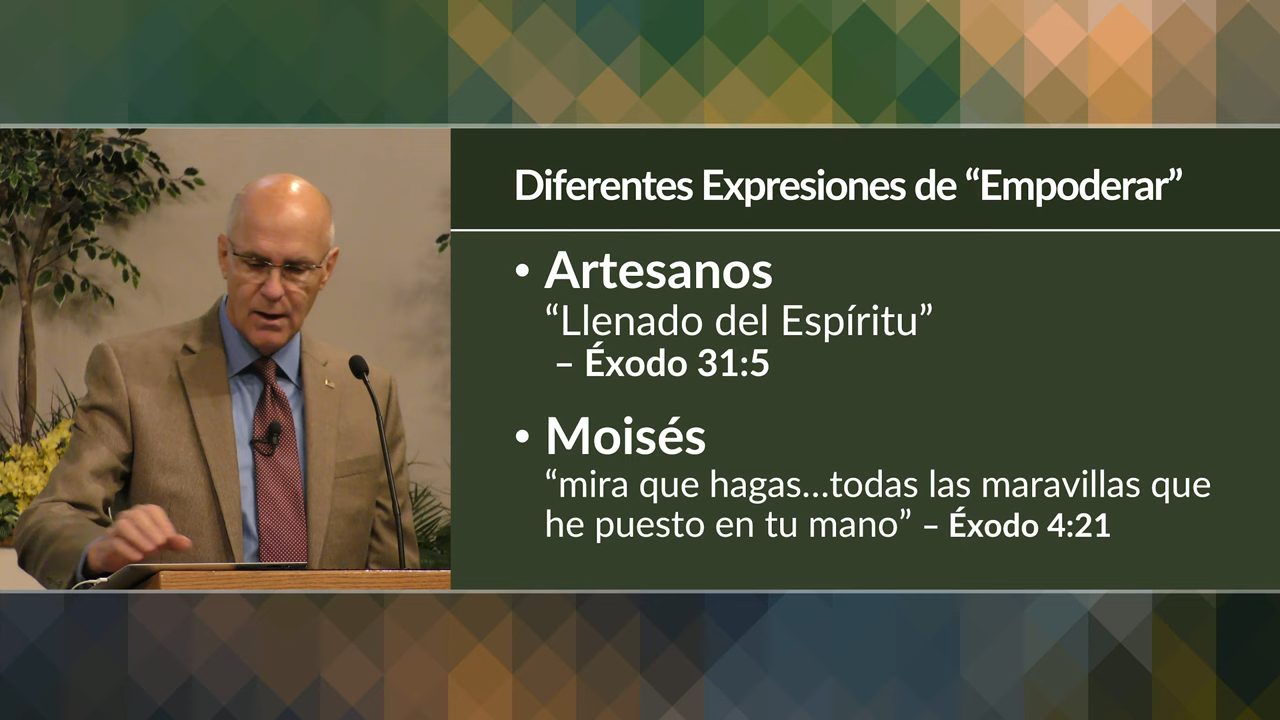 Diferentes Expresiones de “Empoderar”
• Artesanos
“Llenado del Espíritu”
– Éxodo 31:5
• Moisés
“mira que hagas...todas las maravillas que
he puesto en tu mano” – Éxodo 4:21